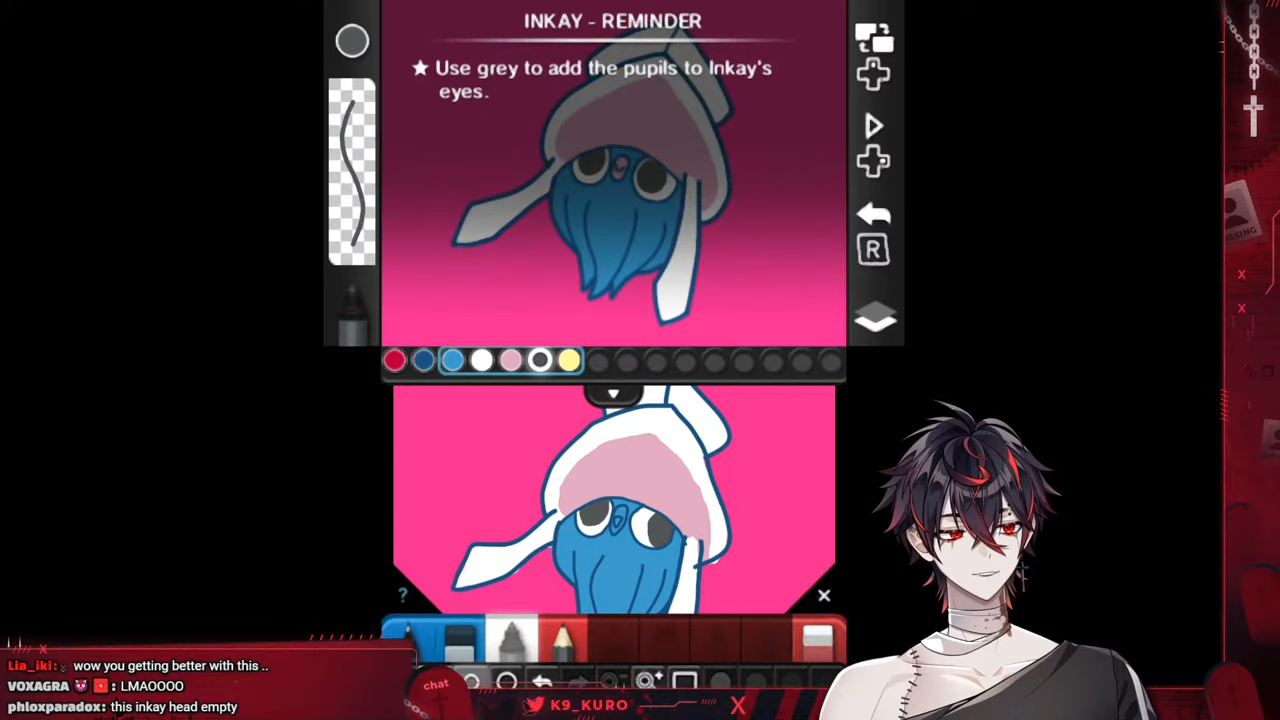 INKAY - REMINDER
★ Use grey to add the pupils to Inkay's
eyes.
R
?
Lia_iki: wow you getting better with this ..
VOXAGRA : LMAOOOO
phloxparadox: this inkay head empty
chat
K9_KURO
X
SSING
X
X